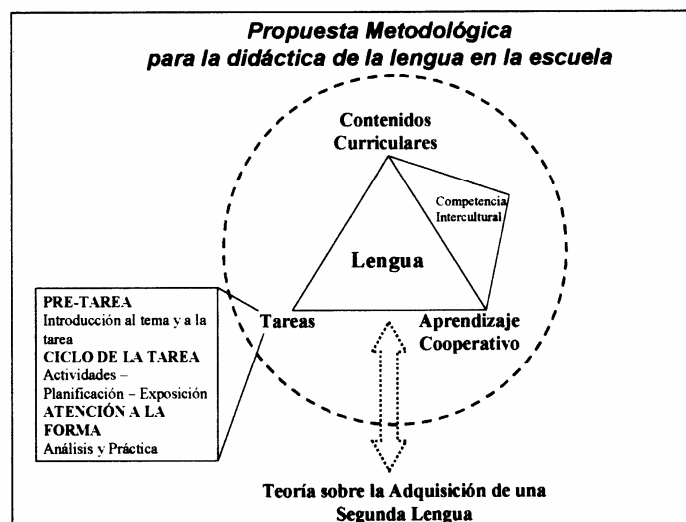 Propuesta Metodológica
para la didáctica de la lengua en la escuela
Contenidos
Curriculares
Competencia
Intercultural
Lengua
Tareas
Aprendizaje
Cooperativo
PRE-TAREA
Introducción al tema y a la
tarea
CICLO DE LA TAREA
Actividades –
Planificación – Exposición
ATENCIÓN A LA
FORMA
Análisis y Práctica
Teoría sobre la Adquisición de una
Segunda Lengua